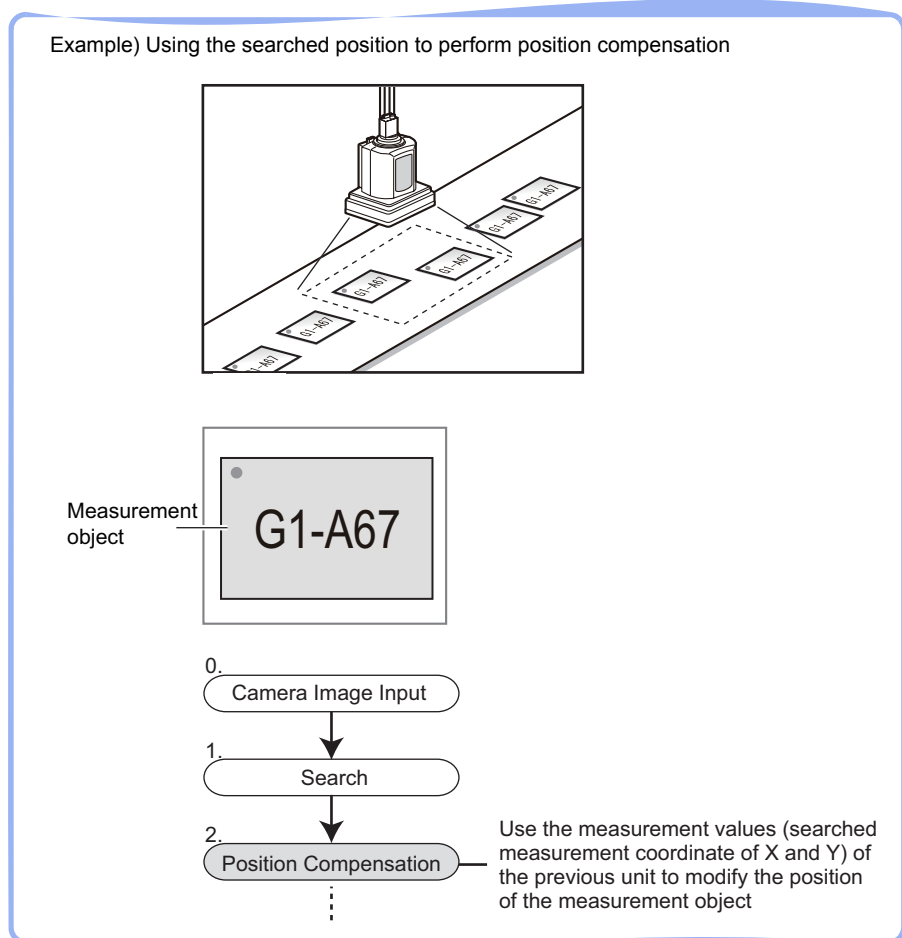 Example) Using the searched position to perform position compensation
G1-A67
G1-A67
G1-A67
G1-A67
G1-A67
Measurement
object
G1-A67
0.
Camera Image Input
1.
Search
2.
Position Compensation
Use the measurement values (searched
measurement coordinate of X and Y) of
the previous unit to modify the position
of the measurement object